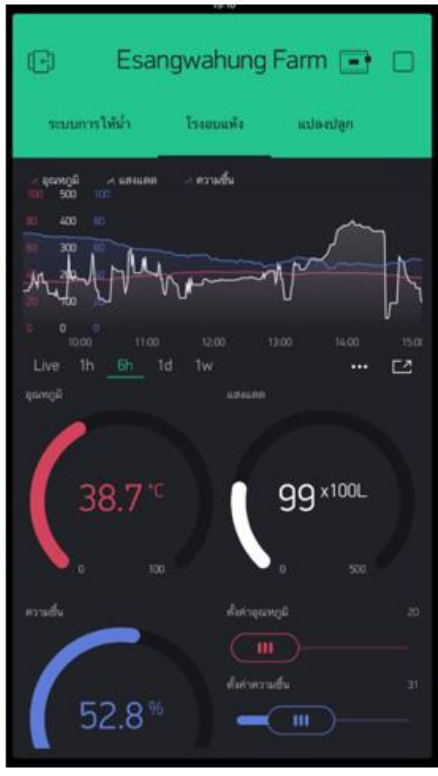 Esangwahung Farm
ระบบการให้น้ำ โรงอบแห้ง แปลงปลูก
อุณหภูมิ แสงแดด ความชื้น
100 500 100
80 400 80
60 300 60
40 200 40
20 100 20
0 0 0
10:00 11:00 12:00 13:00 14:00 15:00
Live 1h 6h 1d 1w
อุณหภูมิ แสงแดด
38.7 °C 99 x100L
0 100 0 500
ความชื้น ตั้งค่าอุณหภูมิ 20
ตั้งค่าความชื้น 31
52.8 %